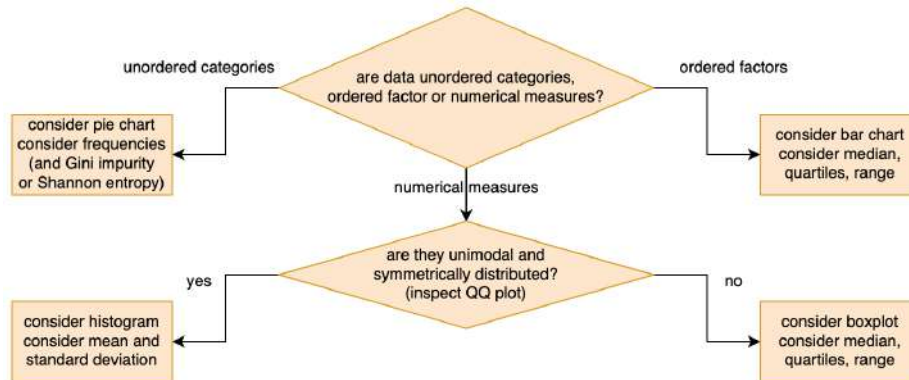 unordered categories
are data unordered categories,
ordered factor or numerical measures?
ordered factors
consider pie chart
consider frequencies
(and Gini impurity
or Shannon entropy)
consider bar chart
consider median,
quartiles, range
numerical measures
are they unimodal and
symmetrically distributed?
(inspect QQ plot)
yes
no
consider histogram
consider mean and
standard deviation
consider boxplot
consider median,
quartiles, range